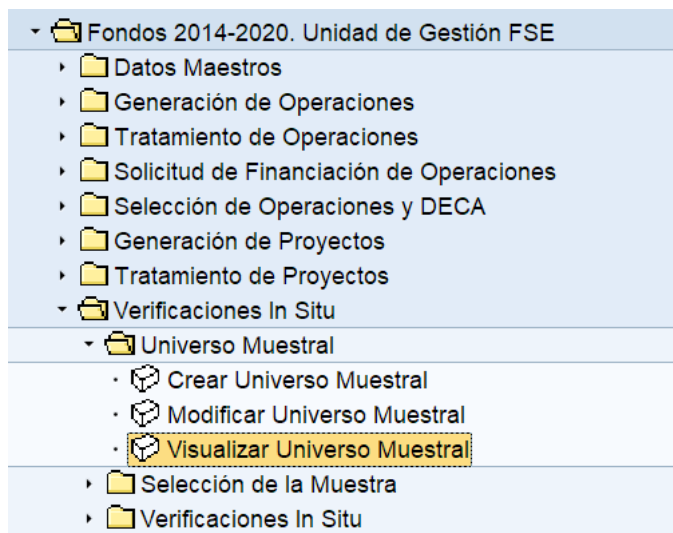 Fondos 2014-2020. Unidad de Gestión FSE
Datos Maestros
Generación de Operaciones
Tratamiento de Operaciones
Solicitud de Financiación de Operaciones
Selección de Operaciones y DECA
Generación de Proyectos
Tratamiento de Proyectos
Verificaciones In Situ
Universo Muestral
Crear Universo Muestral
Modificar Universo Muestral
Visualizar Universo Muestral
Selección de la Muestra
Verificaciones In Situ